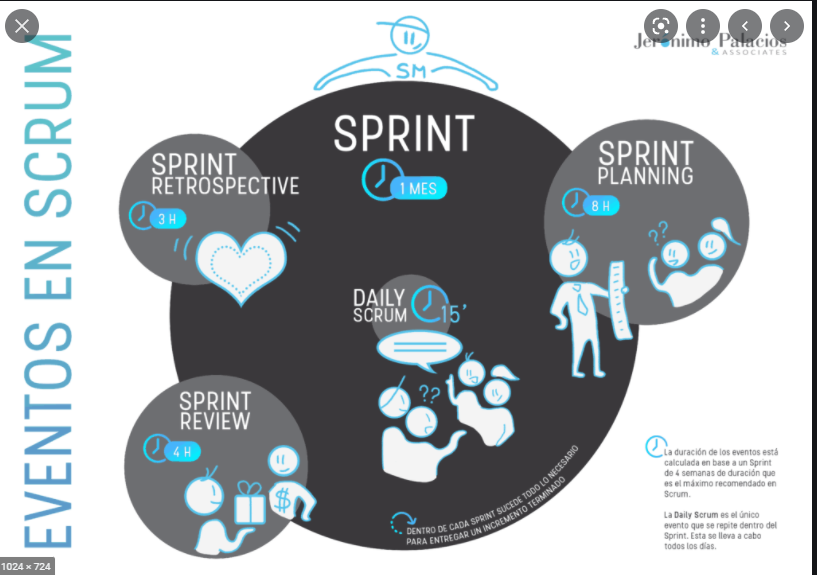 EVENTOS EN SCRUM
SM
Jerónimo Palacios
& ASSOCIATES
SPRINT
1 MES
SPRINT
RETROSPECTIVE
3 H
SPRINT
PLANNING
8 H
??
DAILY
SCRUM
15'
??
SPRINT
REVIEW
4 H
$
DENTRO DE CADA SPRINT SUCEDE TODO LO NECESARIO
PARA ENTREGAR UN INCREMENTO TERMINADO
La duración de los eventos está
calculada en base a un Sprint
de 4 semanas de duración que
es el máximo recomendado en
Scrum.
La Daily Scrum es el único
evento que se repite dentro del
Sprint. Esta se lleva a cabo
todos los días.
1024 × 724